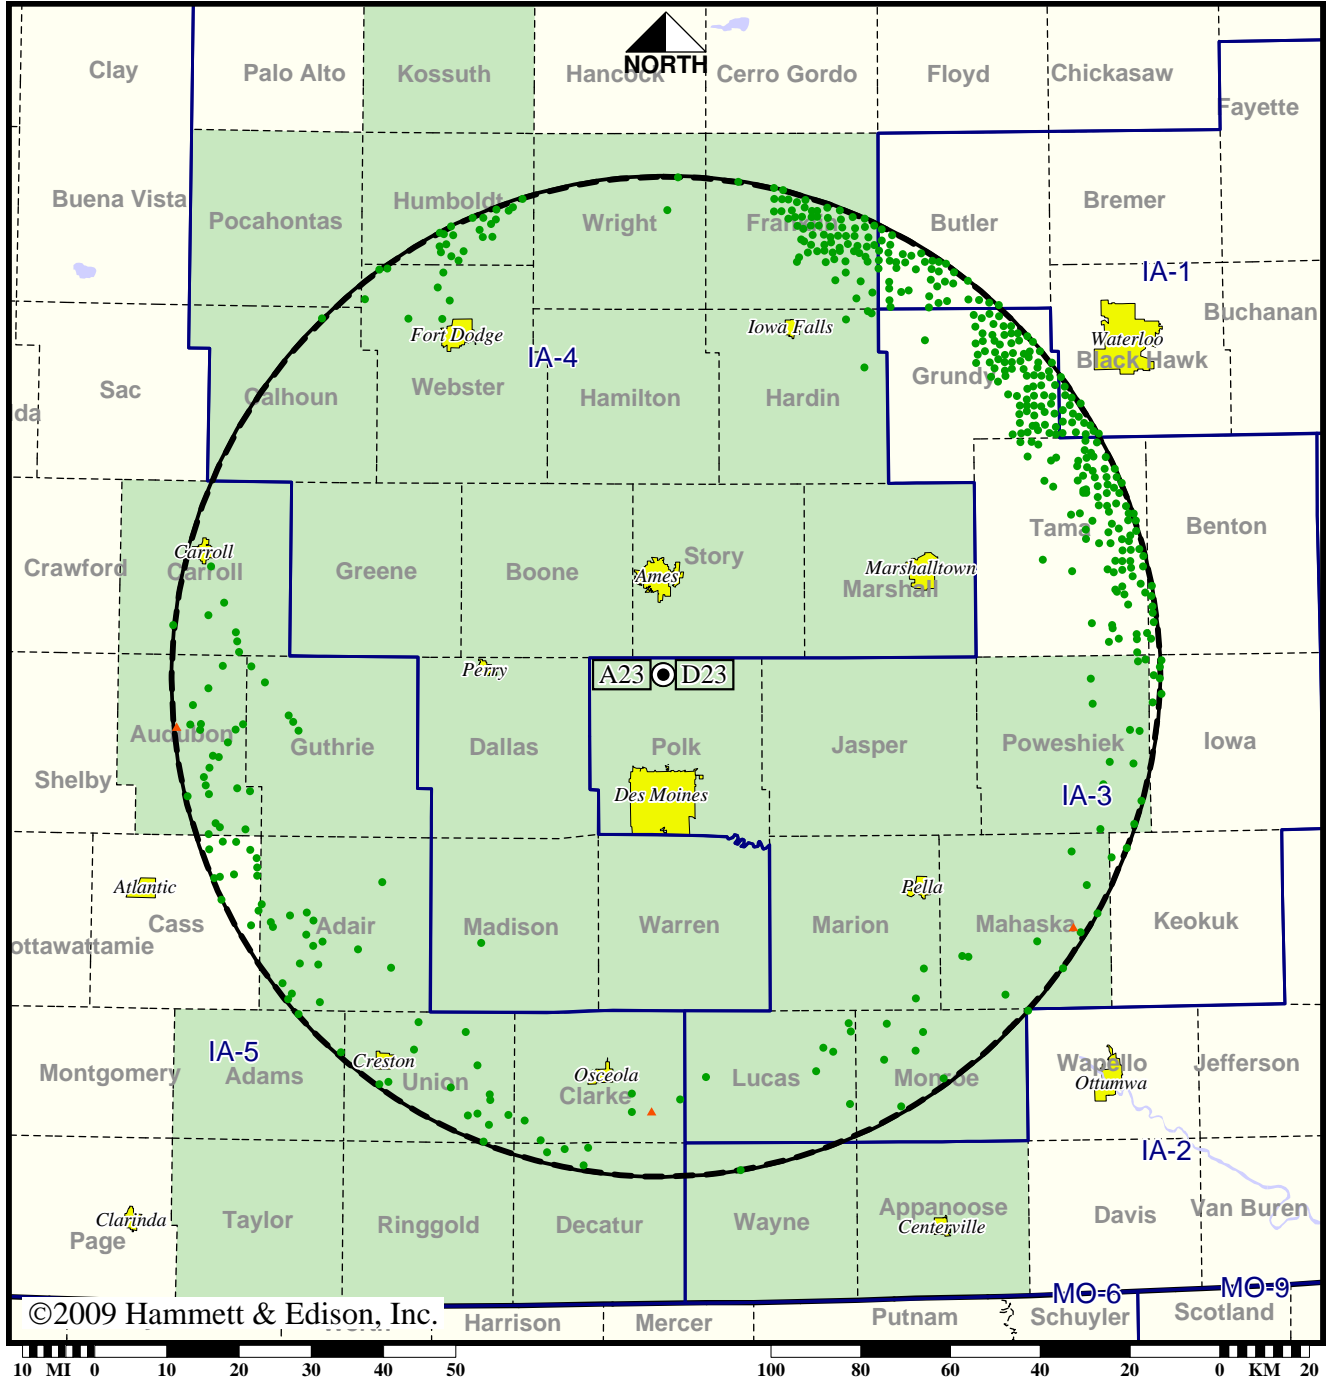 Clay
Palo Alto
Kossuth
Hancock
NORTH
Cerro Gordo
Floyd
Chickasaw
Fayette
Buena Vista
Pocahontas
Humboldt
Wright
Franklin
Butler
Bremer
IA-1
Buchanan
Fort Dodge
Iowa Falls
Waterloo
Black Hawk
IA-4
Sac
Calhoun
Webster
Hamilton
Hardin
Grundy
da
Crawford
Carroll
Carroll
Greene
Boone
Ames
Story
Marshalltown
Marshall
Tama
Benton
Perry
A23
D23
Audubon
Guthrie
Dallas
Polk
Jasper
Poweshiek
Iowa
Shelby
Des Moines
IA-3
Atlantic
Cass
ottawattamie
Adair
Madison
Warren
Pella
Marion
Mahaska
Keokuk
IA-5
Montgomery
Adams
Creston
Union
Osceola
Clarke
Lucas
Monroe
Wapello
Ottumwa
Jefferson
IA-2
Clarinda
Page
Taylor
Ringgold
Decatur
Wayne
Appanoose
Centerville
Davis
Van Buren
MO-6
MO-9
©2009 Hammett & Edison, Inc.
Harrison
Mercer
Putnam
Schuyler
Scotland
10 MI 0 10 20 30 40 50
100 80 60 40 20 0 KM 20